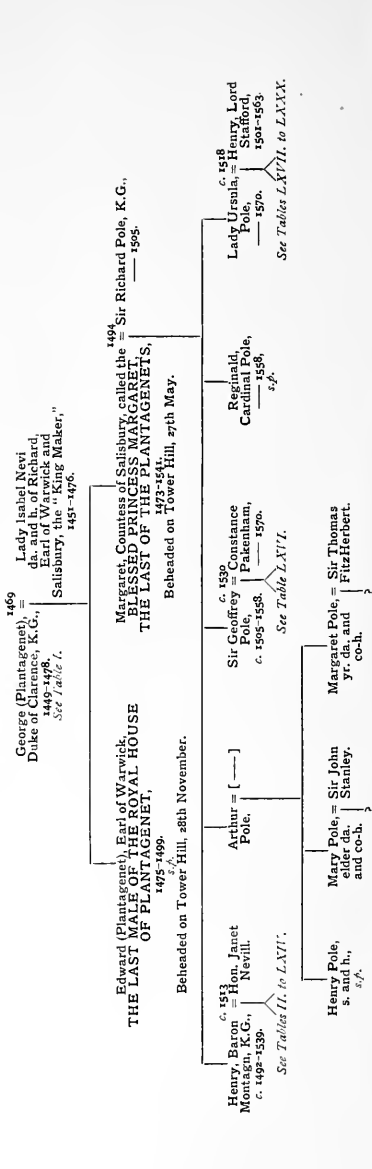 1469
George (Plantagenet), = Lady Isabel Nevi
Duke of Clarence, K.G., da. and h. of Richard,
1449-1478. Earl of Warwick and
See Table I. Salisbury, the "King Maker,"
1451-1476.
Edward (Plantagenet), Earl of Warwick,
THE LAST MALE OF THE ROYAL HOUSE
OF PLANTAGENET,
1475-1499.
s.p.
Beheaded on Tower Hill, 28th November.
1494
Margaret, Countess of Salisbury, called the = Sir Richard Pole, K.G.,
BLESSED PRINCESS MARGARET, —— 1505.
THE LAST OF THE PLANTAGENETS,
1473-1541.
Beheaded on Tower Hill, 27th May.
c. 1513
Henry, Baron = Hon. Janet
Montagn, K.G., Nevill.
c. 1492-1539.
See Tables II. to LXIV.
Arthur = [ —— ]
Pole.
c. 1530
Sir Geoffrey = Constance
Pole, Pakenham,
c. 1505-1558. —— 1570.
See Table LXVI.
Reginald,
Cardinal Pole,
—— 1558,
s.p.
c. 1518
Lady Ursula, = Henry, Lord
Pole, Stafford,
—— 1570. 1501-1563.
See Tables LXVII. to LXXX.
Henry Pole,
s. and h.,
s.p.
Mary Pole, = Sir John
elder da. Stanley.
and co-h.
Margaret Pole, = Sir Thomas
yr. da. and FitzHerbert.
co-h.